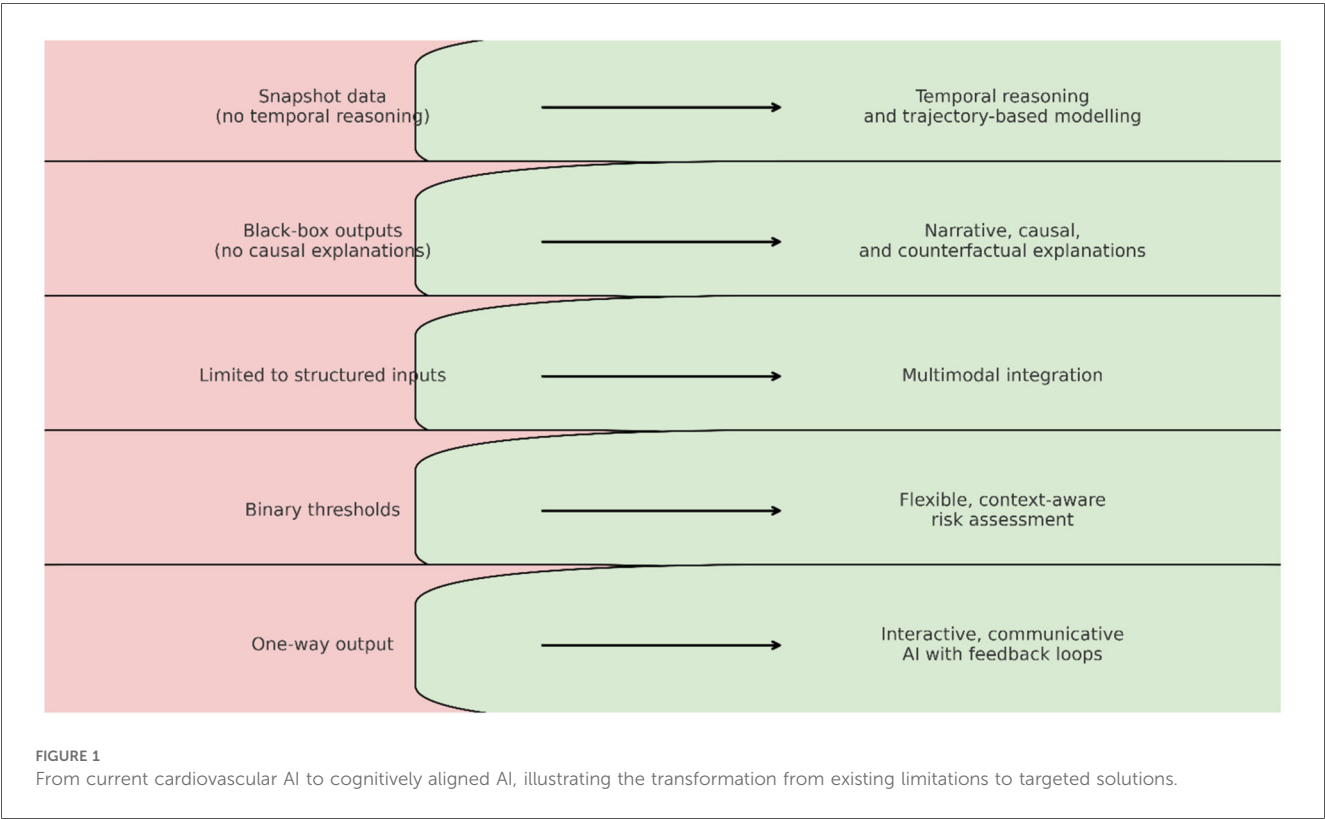 Snapshot data
(no temporal reasoning)
Temporal reasoning
and trajectory-based modelling
Black-box outputs
(no causal explanations)
Narrative, causal,
and counterfactual explanations
Limited to structured inputs
Multimodal integration
Binary thresholds
Flexible, context-aware
risk assessment
One-way output
Interactive, communicative
AI with feedback loops
FIGURE 1
From current cardiovascular AI to cognitively aligned AI, illustrating the transformation from existing limitations to targeted solutions.